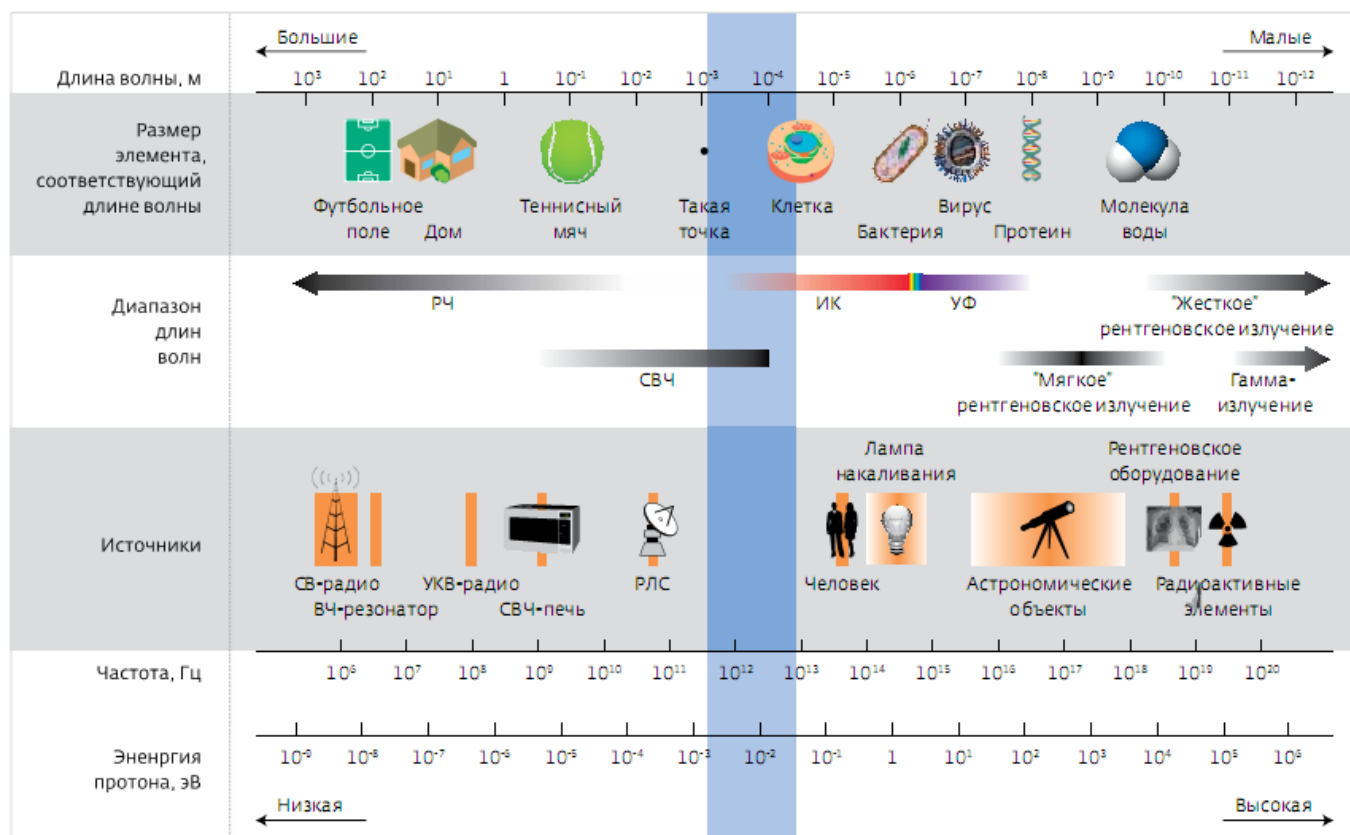 Большие
Малые
Длина волны, м
10³ 10² 10¹ 1 10⁻¹ 10⁻² 10⁻³ 10⁻⁴ 10⁻⁵ 10⁻⁶ 10⁻⁷ 10⁻⁸ 10⁻⁹ 10⁻¹⁰ 10⁻¹¹ 10⁻¹²
Размер
элемента,
соответствующий
длине волны
Футбольное
поле
Дом
Теннисный
мяч
Такая
точка
Клетка
Бактерия
Вирус
Протеин
Молекула
воды
Диапазон
длин
волн
РЧ
ИК
УФ
"Жесткое"
рентгеновское излучение
СВЧ
"Мягкое"
рентгеновское излучение
Гамма-
излучение
Источники
СВ-радио
ВЧ-резонатор
УКВ-радио
СВЧ-печь
РЛС
Человек
Лампа
накаливания
Астрономические
объекты
Рентгеновское
оборудование
Радиоактивные
элементы
Частота, Гц
10⁶ 10⁷ 10⁸ 10⁹ 10¹⁰ 10¹¹ 10¹² 10¹³ 10¹⁴ 10¹⁵ 10¹⁶ 10¹⁷ 10¹⁸ 10¹⁹ 10²⁰
Эненргия
протона, эВ
10⁻⁹ 10⁻⁸ 10⁻⁷ 10⁻⁶ 10⁻⁵ 10⁻⁴ 10⁻³ 10⁻² 10⁻¹ 1 10¹ 10² 10³ 10⁴ 10⁵ 10⁶
Низкая
Высокая